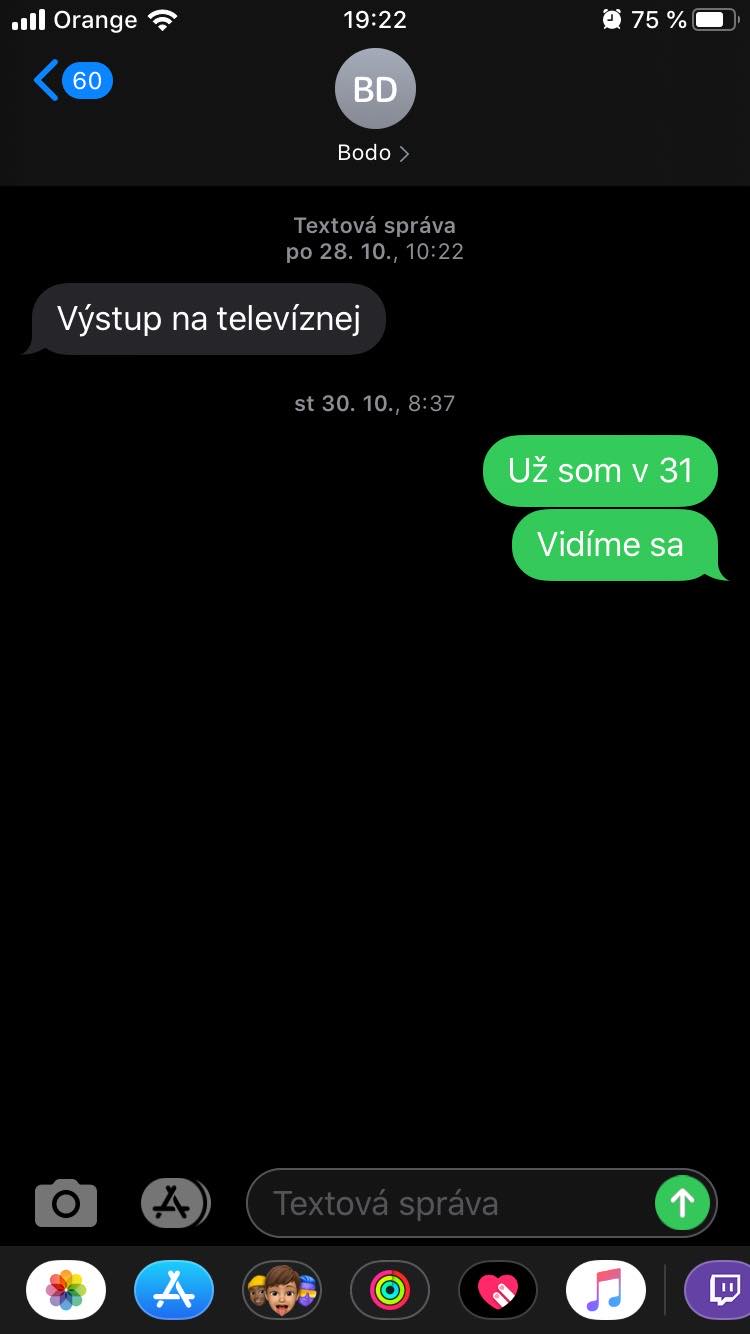 Orange 19:22 75 %
60
BD
Bodo
Textová správa
po 28. 10., 10:22
Výstup na televíznej
st 30. 10., 8:37
Už som v 31
Vidíme sa
Textová správa